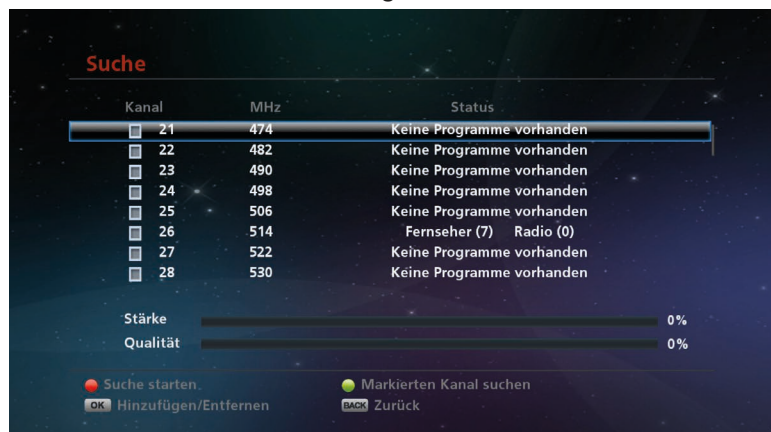 Suche
Kanal MHz Status
21 474 Keine Programme vorhanden
22 482 Keine Programme vorhanden
23 490 Keine Programme vorhanden
24 498 Keine Programme vorhanden
25 506 Keine Programme vorhanden
26 514 Fernseher (7) Radio (0)
27 522 Keine Programme vorhanden
28 530 Keine Programme vorhanden
Stärke 0%
Qualität 0%
Suche starten Markierten Kanal suchen
OK Hinzufügen/Entfernen BACK Zurück